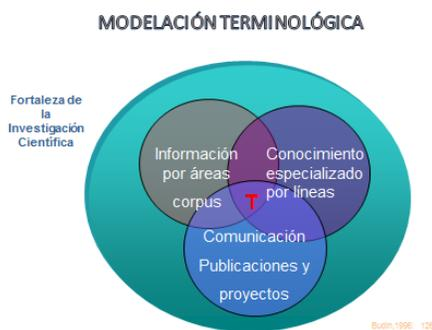 MODELACIÓN TERMINOLÓGICA
Fortaleza de
la
Investigación
Científica
Información
por áreas
corpus
Conocimiento
especializado
por líneas
T
Comunicación
Publicaciones y
proyectos
Budin,1996